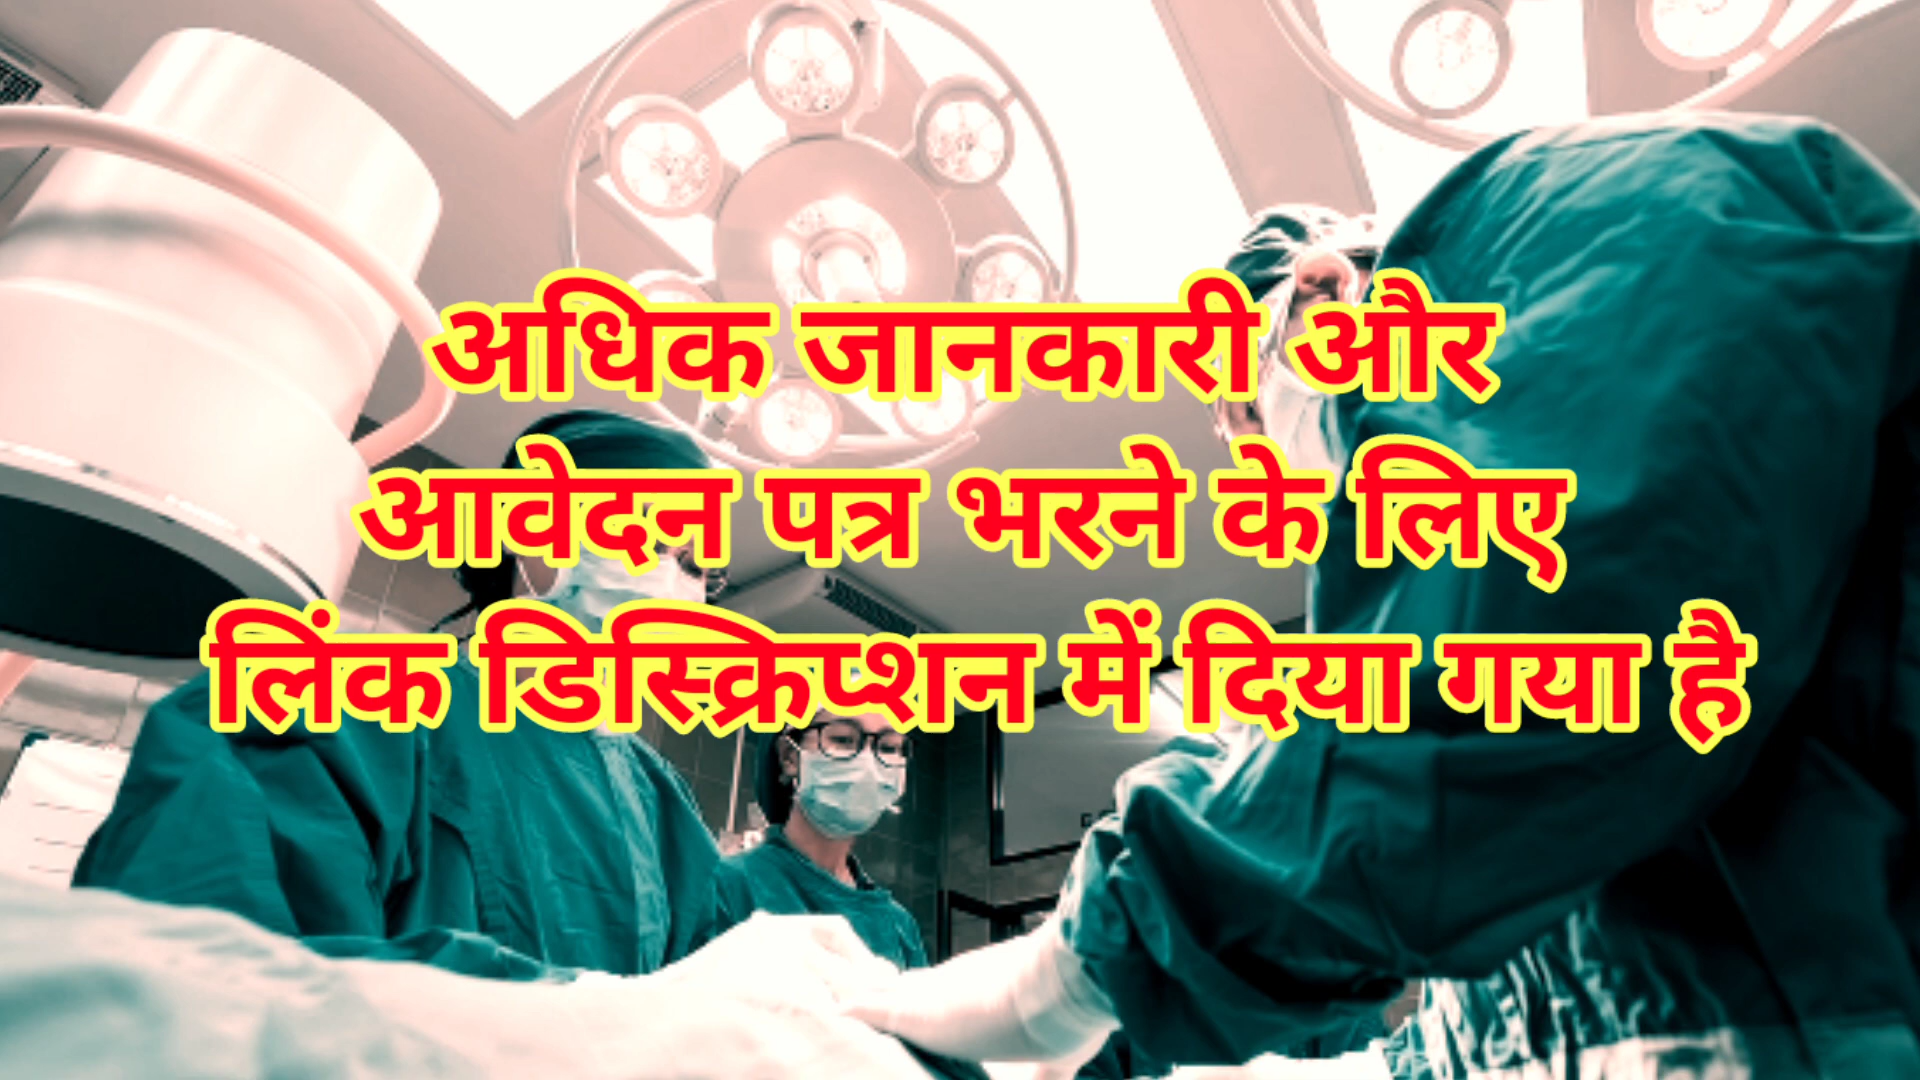 अधिक जानकारी और
आवेदन पत्र भरने के लिए
लिंक डिस्क्रिप्शन में दिया गया है